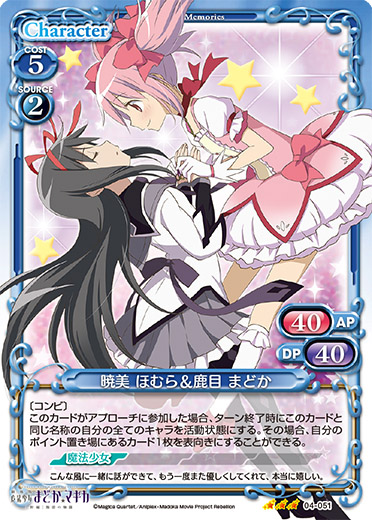 Memories
Character
COST
5
SOURCE
2
40 AP
DP 40
暁美 ほむら&鹿目 まどか
〔コンビ〕
このカードがアプローチに参加した場合、ターン終了時にこのカードと
同じ名称の自分の全てのキャラを活動状態にする。その場合、自分の
ポイント置き場にあるカード1枚を表向きにすることができる。
魔法少女
こんな風に一緒に話ができて、もう一度また優しくしてくれて、本当に嬉しい。
まどか☆マギカ
04-051
©Magica Quartet/Aniplex・Madoka Movie Project Rebellion